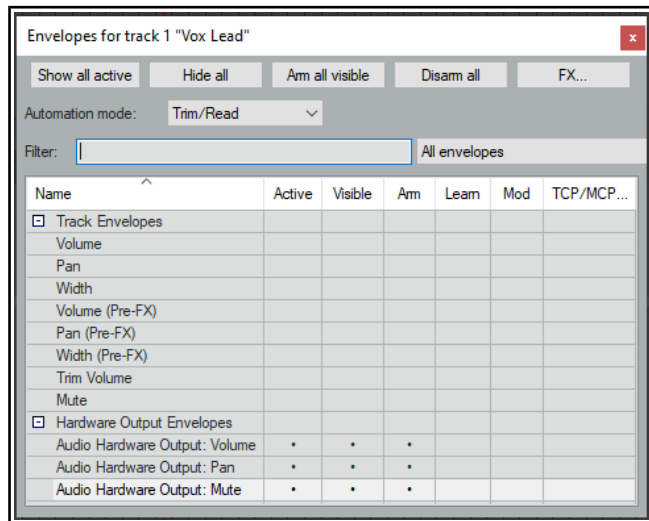 Envelopes for track 1 "Vox Lead"
x
Show all active Hide all Arm all visible Disarm all FX...
Automation mode: Trim/Read
Filter: All envelopes
Name Active Visible Arm Learn Mod TCP/MCP...
Track Envelopes
Volume
Pan
Width
Volume (Pre-FX)
Pan (Pre-FX)
Width (Pre-FX)
Trim Volume
Mute
Hardware Output Envelopes
Audio Hardware Output: Volume • • •
Audio Hardware Output: Pan • • •
Audio Hardware Output: Mute • • •